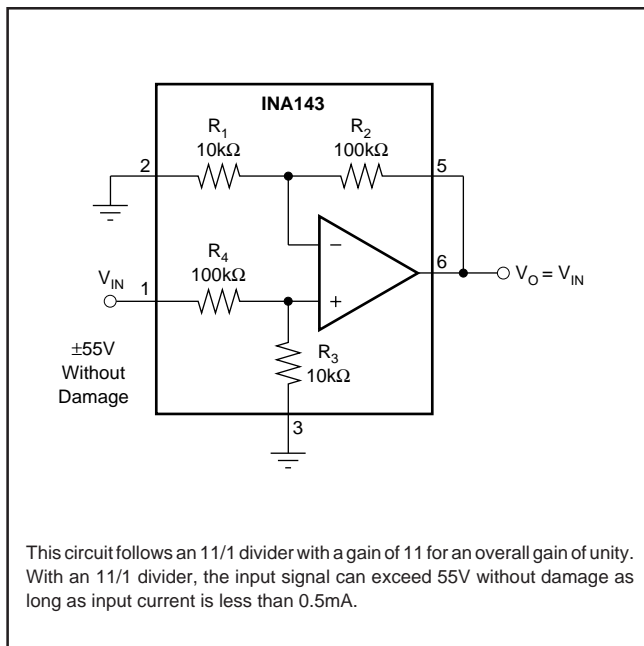 INA143
R1
10kΩ
R2
100kΩ
2
5
−
6
VO = VIN
+
R4
100kΩ
VIN
1
±55V
Without
Damage
R3
10kΩ
3
This circuit follows an 11/1 divider with a gain of 11 for an overall gain of unity.
With an 11/1 divider, the input signal can exceed 55V without damage as
long as input current is less than 0.5mA.